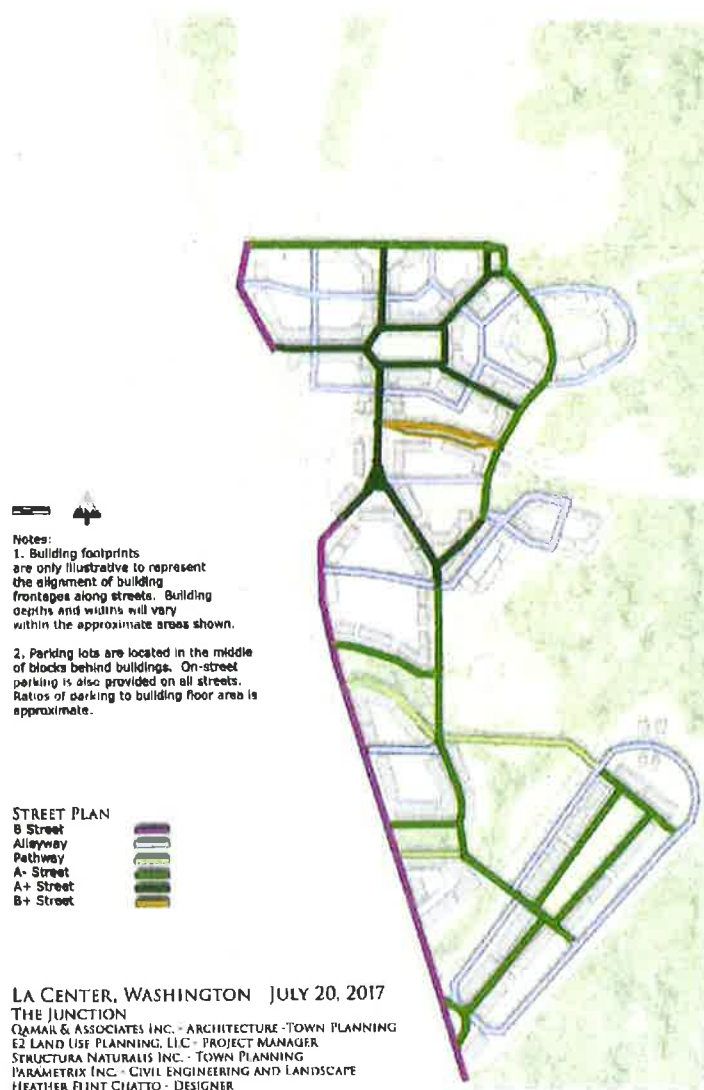 Notes:
1. Building footprints
are only illustrative to represent
the alignment of building
frontages along streets. Building
depths and widths will vary
within the approximate areas shown.
2. Parking lots are located in the middle
of blocks behind buildings. On-street
parking is also provided on all streets.
Ratios of parking to building floor area is
approximate.
STREET PLAN
B Street
Alleyway
Pathway
A- Street
A+ Street
B+ Street
LA CENTER, WASHINGTON JULY 20, 2017
THE JUNCTION
QAMAR & ASSOCIATES INC. - ARCHITECTURE - TOWN PLANNING
E2 LAND USE PLANNING, LLC - PROJECT MANAGER
STRUCTURA NATURALIS INC. - TOWN PLANNING
PARAMETRIX INC. - CIVIL ENGINEERING AND LANDSCAPE
HEATHER FLINT CHATTO - DESIGNER